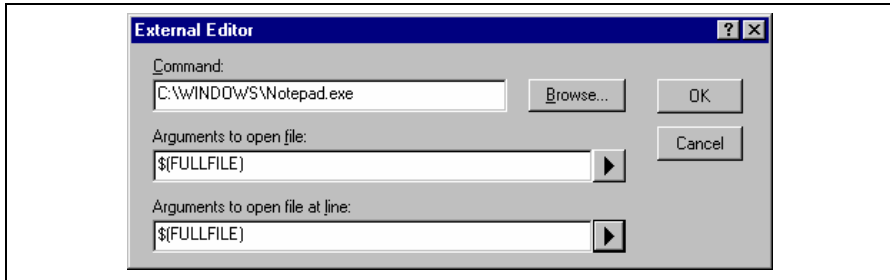 External Editor
Command:
C:\WINDOWS\Notepad.exe
Browse...
OK
Arguments to open file:
Cancel
$(FULLFILE)
Arguments to open file at line:
$(FULLFILE)